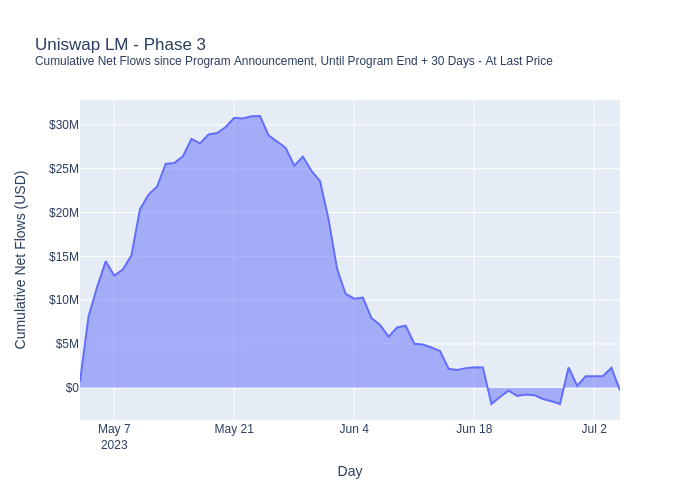 Uniswap LM - Phase 3
Cumulative Net Flows since Program Announcement, Until Program End + 30 Days - At Last Price
Cumulative Net Flows (USD)
$30M
$25M
$20M
$15M
$10M
$5M
$0
May 7
2023
May 21
Jun 4
Jun 18
Jul 2
Day